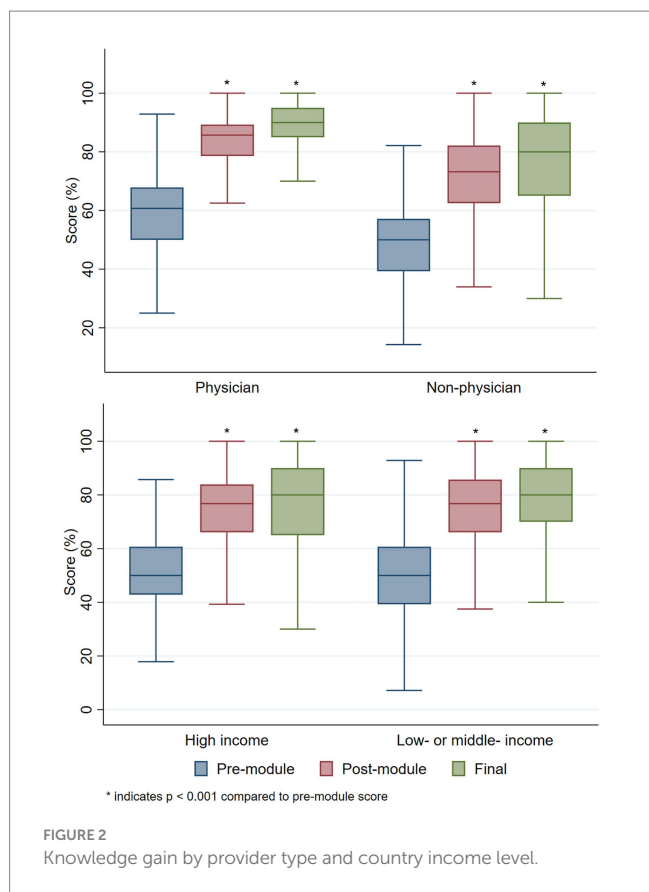 * * * *
100
80
60
40
20
Score (%)
Physician Non-physician
* * * *
100
80
60
40
20
0
Score (%)
High income Low- or middle- income
Pre-module Post-module Final
* indicates p < 0.001 compared to pre-module score
FIGURE 2
Knowledge gain by provider type and country income level.